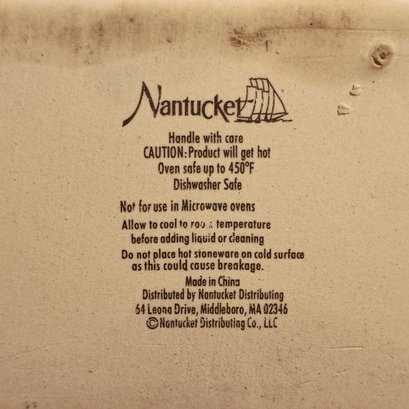 Nantucket
Handle with care
CAUTION: Product will get hot
Oven safe up to 450°F
Dishwasher Safe
Not for use in Microwave ovens
Allow to cool to room temperature
before adding liquid or cleaning
Do not place hot stoneware on cold surface
as this could cause breakage.
Made in China
Distributed by Nantucket Distributing
64 Leona Drive, Middleboro, MA 02346
©Nantucket Distributing Co., LLC